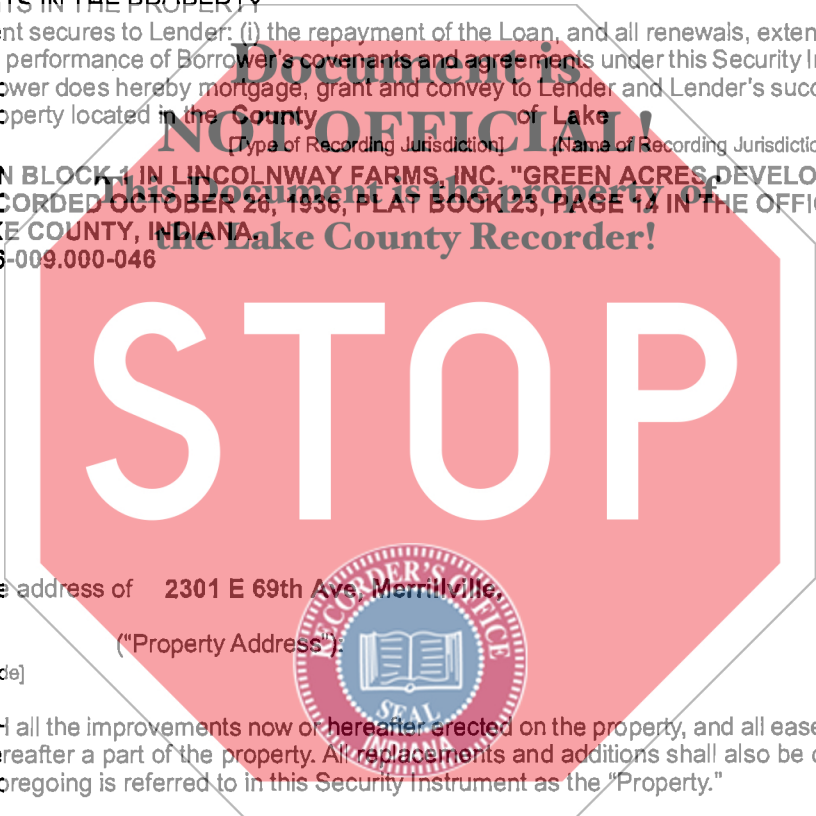 TS IN THE PROPERTY
nt secures to Lender: (i) the repayment of the Loan, and all renewals, exten
performance of Borrower's covenants and agreements under this Security I
ower does hereby mortgage, grant and convey to Lender and Lender's succ
operty located in the County of Lake
[Type of Recording Jurisdiction] [Name of Recording Jurisdictio
N BLOCK 1 IN LINCOLNWAY FARMS, INC. "GREEN ACRES DEVELO
CORDED OCTOBER 26, 1936, PLAT BOOK 23, PAGE 14 IN THE OFFI
KE COUNTY, INDIANA.
6-009.000-046
Document is
NOT OFFICIAL!
This Document is the property of
the Lake County Recorder!
STOP
e address of 2301 E 69th Ave, Merrillville,
("Property Address"):
de]
RECORDER'S OFFICE
SEAL
INDIANA
H all the improvements now or hereafter erected on the property, and all ease
ereafter a part of the property. All replacements and additions shall also be c
oregoing is referred to in this Security Instrument as the “Property.”